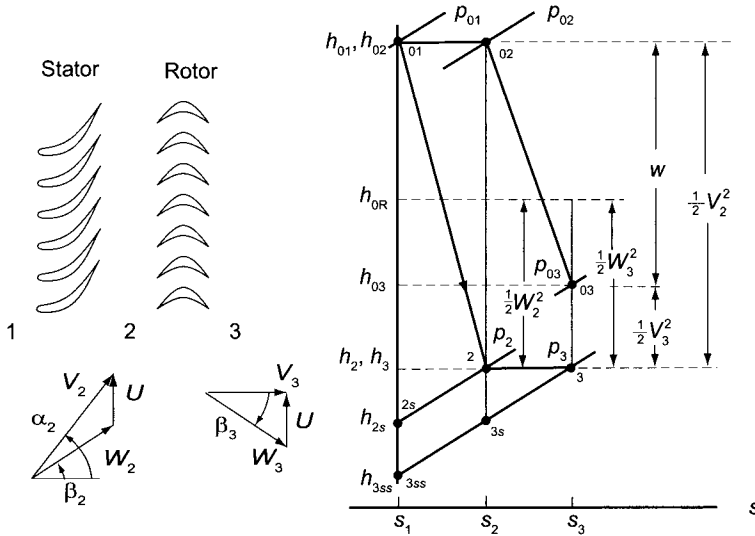 Stator
Rotor
1
2
3
V₂
U
α₂
W₂
β₂
V₃
β₃
U
W₃
p₀₁
p₀₂
h₀₁, h₀₂
01
02
w
½V₂²
h₀R
p₀₃
½W₃²
h₀₃
03
½W₂²
½V₃²
p₂
p₃
h₂, h₃
2
3
2s
h₂s
3s
h₃ss
3ss
s₁
s₂
s₃
s